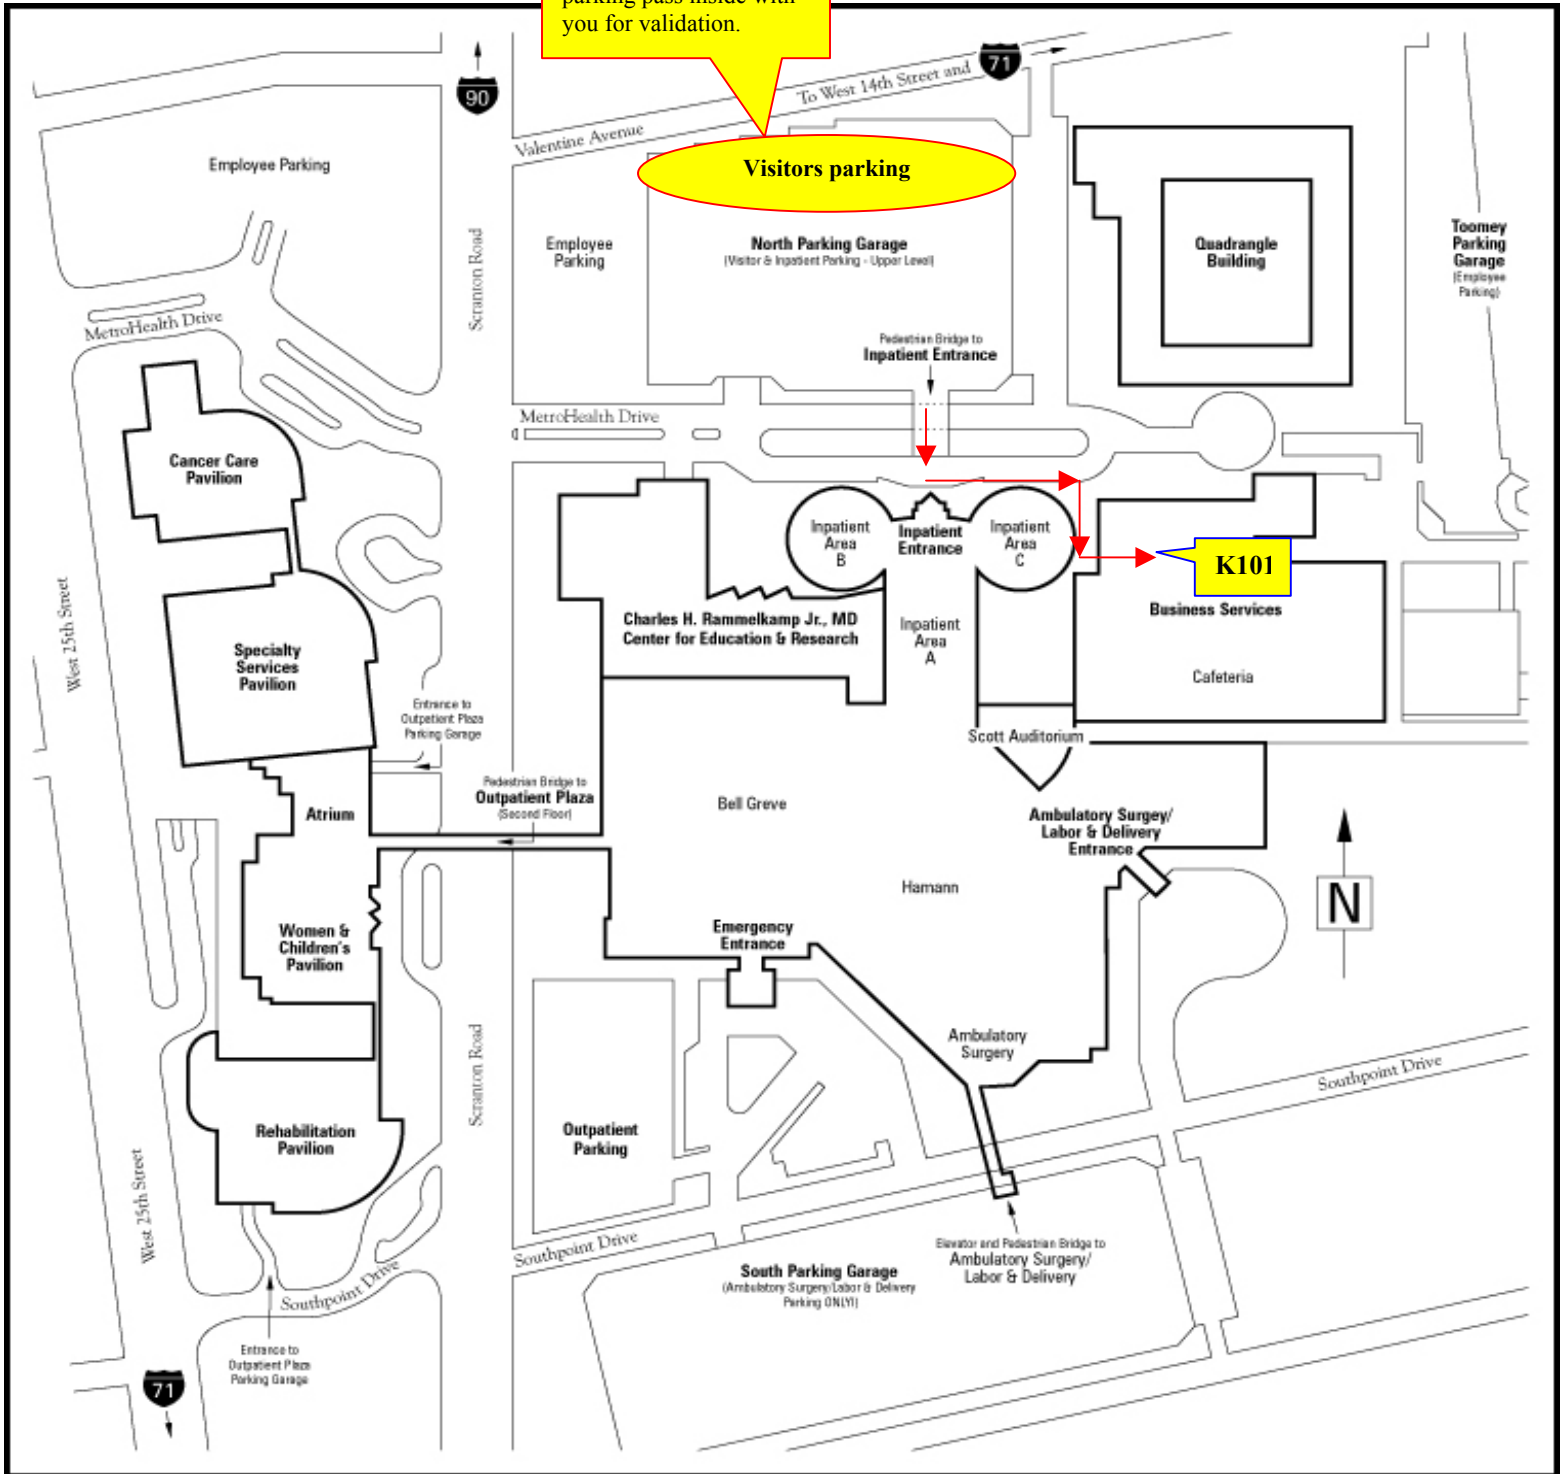 parking pass inside with
you for validation.
90
To West 14th Street and
71
Valentine Avenue
Employee Parking
Visitors parking
Scranton Road
Employee
Parking
North Parking Garage
(Visitor & Inpatient Parking - Upper Level)
Quadrangle
Building
Toomey
Parking
Garage
(Employee
Parking)
MetroHealth Drive
Pedestrian Bridge to
Inpatient Entrance
MetroHealth Drive
Cancer Care
Pavilion
Inpatient
Area
B
Inpatient
Entrance
Inpatient
Area
C
K101
Business Services
Cafeteria
Charles H. Rammelkamp Jr., MD
Center for Education & Research
Inpatient
Area
A
West 25th Street
Specialty
Services
Pavilion
Entrance to
Outpatient Plaza
Parking Garage
Scott Auditorium
Pedestrian Bridge to
Outpatient Plaza
(Second Floor)
Atrium
Bell Greve
Ambulatory Surgey/
Labor & Delivery
Entrance
Hamann
N
Women &
Children's
Pavilion
Emergency
Entrance
Ambulatory
Surgery
Scranton Road
Southpoint Drive
Rehabilitation
Pavilion
Outpatient
Parking
West 25th Street
Southpoint Drive
Elevator and Pedestrian Bridge to
Ambulatory Surgery/
Labor & Delivery
South Parking Garage
(Ambulatory Surgery/Labor & Delivery
Parking ONLY!)
Southpoint Drive
Entrance to
Outpatient Plaza
Parking Garage
71